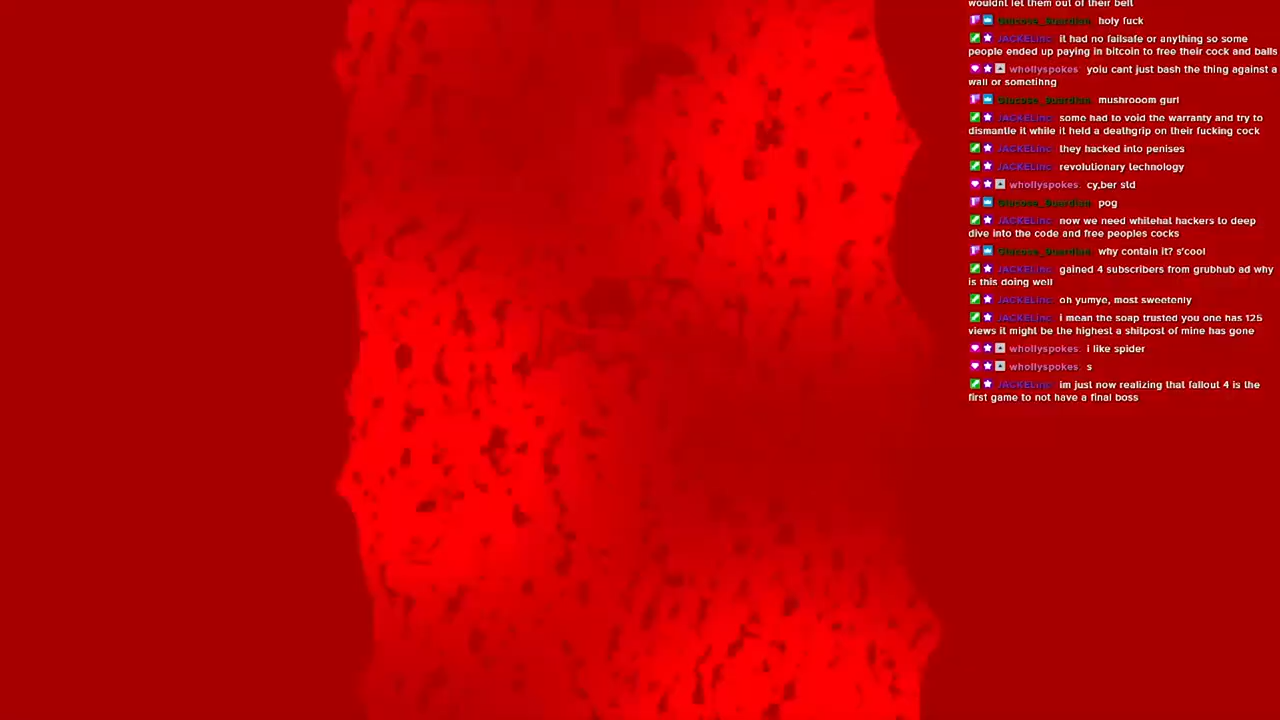 wouldnt let them out of their belt
Glucose_Guardian holy fuck
JACKELinc it had no failsafe or anything so some
people ended up paying in bitcoin to free their cock and balls
whollyspokes. yolu cant just bash the thing against a
wall or sometihng
Glucose_Guardian mushrooom gurl
JACKELinc some had to void the warranty and try to
dismantle it while it held a deathgrip on their fucking cock
JACKELinc they hacked into penises
JACKELinc revolutionary technology
whollyspokes. cy,ber std
Glucose_Guardian pog
JACKELinc now we need whitehat hackers to deep
dive into the code and free peoples cocks
Glucose_Guardian why contain it? s'cool
JACKELinc gained 4 subscribers from grubhub ad why
is this doing well
JACKELinc oh yumye, most sweetenly
JACKELinc i mean the soap trusted you one has 125
views it might be the highest a shitpost of mine has gone
whollyspokes. i like spider
whollyspokes. s
JACKELinc im just now realizing that fallout 4 is the
first game to not have a final boss